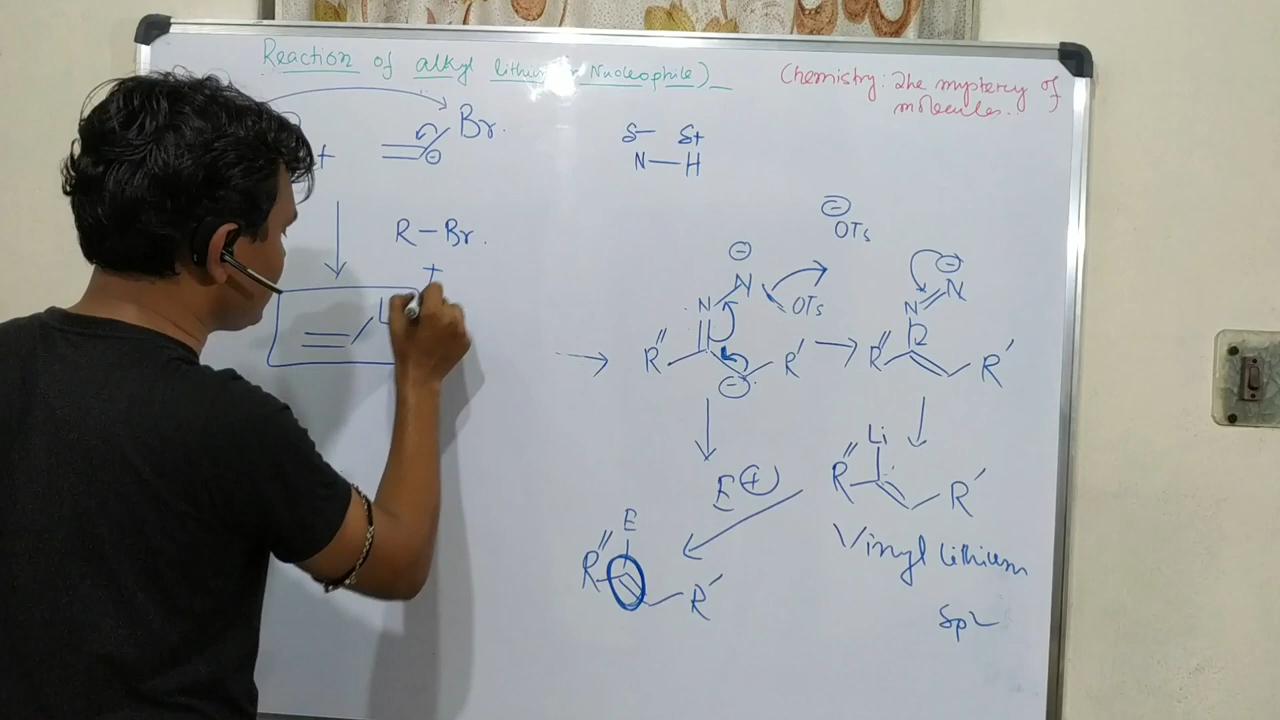 Reaction of alkyl lithium Nucleophile)
Chemistry: The mystery of
molecules..
Br.
+
δ- δ+
N—H
R-Br.
+
OTs
N
N
OTs
R" R'
N
N
R" R'
Li
R" R'
E +
Vinyl lithium
Sp2
E
R" R'